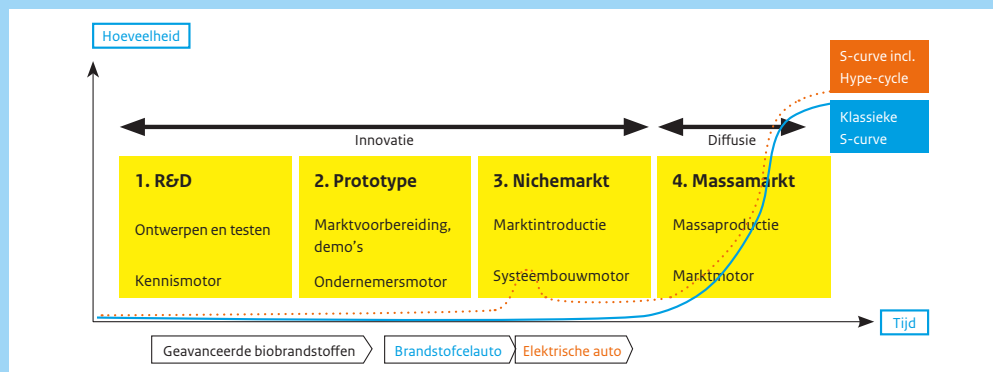 Hoeveelheid
S-curve incl.
Hype-cycle
Klassieke
S-curve
Innovatie
Diffusie
1. R&D
Ontwerpen en testen
Kennismotor
2. Prototype
Marktvoorbereiding,
demo's
Ondernemersmotor
3. Nichemarkt
Marktintroductie
Systeembouwmotor
4. Massamarkt
Massaproductie
Marktmotor
Tijd
Geavanceerde biobrandstoffen
Brandstofcelauto
Elektrische auto